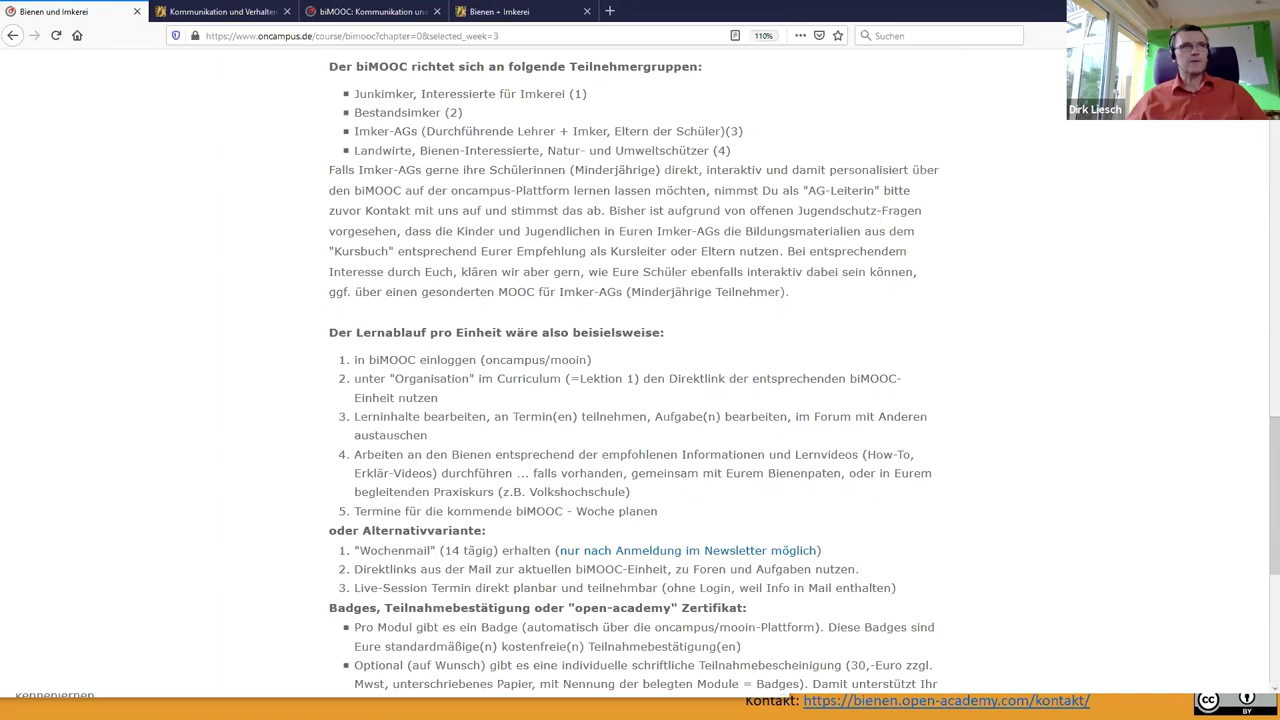 Bienen und Imkerei
Kommunikation und Verhalten
biMOOC: Kommunikation und
Bienen + Imkerei
https://www.oncampus.de/course/bimooc?chapter=0&selected_week=3
110%
Suchen
Dirk Liesch
Der biMOOC richtet sich an folgende Teilnehmergruppen:
Junkimker, Interessierte für Imkerei (1)
Bestandsimker (2)
Imker-AGs (Durchführende Lehrer + Imker, Eltern der Schüler)(3)
Landwirte, Bienen-Interessierte, Natur- und Umweltschützer (4)
Falls Imker-AGs gerne ihre Schülerinnen (Minderjährige) direkt, interaktiv und damit personalisiert über
den biMOOC auf der oncampus-Plattform lernen lassen möchten, nimmst Du als "AG-Leiterin" bitte
zuvor Kontakt mit uns auf und stimmst das ab. Bisher ist aufgrund von offenen Jugendschutz-Fragen
vorgesehen, dass die Kinder und Jugendlichen in Euren Imker-AGs die Bildungsmaterialien aus dem
"Kursbuch" entsprechend Eurer Empfehlung als Kursleiter oder Eltern nutzen. Bei entsprechendem
Interesse durch Euch, klären wir aber gern, wie Eure Schüler ebenfalls interaktiv dabei sein können,
ggf. über einen gesonderten MOOC für Imker-AGs (Minderjährige Teilnehmer).
Der Lernablauf pro Einheit wäre also beisielsweise:
1. in biMOOC einloggen (oncampus/mooin)
2. unter "Organisation" im Curriculum (=Lektion 1) den Direktlink der entsprechenden biMOOC-
Einheit nutzen
3. Lerninhalte bearbeiten, an Termin(en) teilnehmen, Aufgabe(n) bearbeiten, im Forum mit Anderen
austauschen
4. Arbeiten an den Bienen entsprechend der empfohlenen Informationen und Lernvideos (How-To,
Erklär-Videos) durchführen ... falls vorhanden, gemeinsam mit Eurem Bienenpaten, oder in Eurem
begleitenden Praxiskurs (z.B. Volkshochschule)
5. Termine für die kommende biMOOC - Woche planen
oder Alternativvariante:
1. "Wochenmail" (14 tägig) erhalten (nur nach Anmeldung im Newsletter möglich)
2. Direktlinks aus der Mail zur aktuellen biMOOC-Einheit, zu Foren und Aufgaben nutzen.
3. Live-Session Termin direkt planbar und teilnehmbar (ohne Login, weil Info in Mail enthalten)
Badges, Teilnahmebestätigung oder "open-academy" Zertifikat:
Pro Modul gibt es ein Badge (automatisch über die oncampus/mooin-Plattform). Diese Badges sind
Eure standardmäßige(n) kostenfreie(n) Teilnahmebestätigung(en)
Optional (auf Wunsch) gibt es eine individuelle schriftliche Teilnahmebescheinigung (30,-Euro zzgl.
Mwst, unterschriebenes Papier, mit Nennung der belegten Module = Badges). Damit unterstützt Ihr
kennenlernen
Kontakt: https://bienen.open-academy.com/kontakt/
cc BY